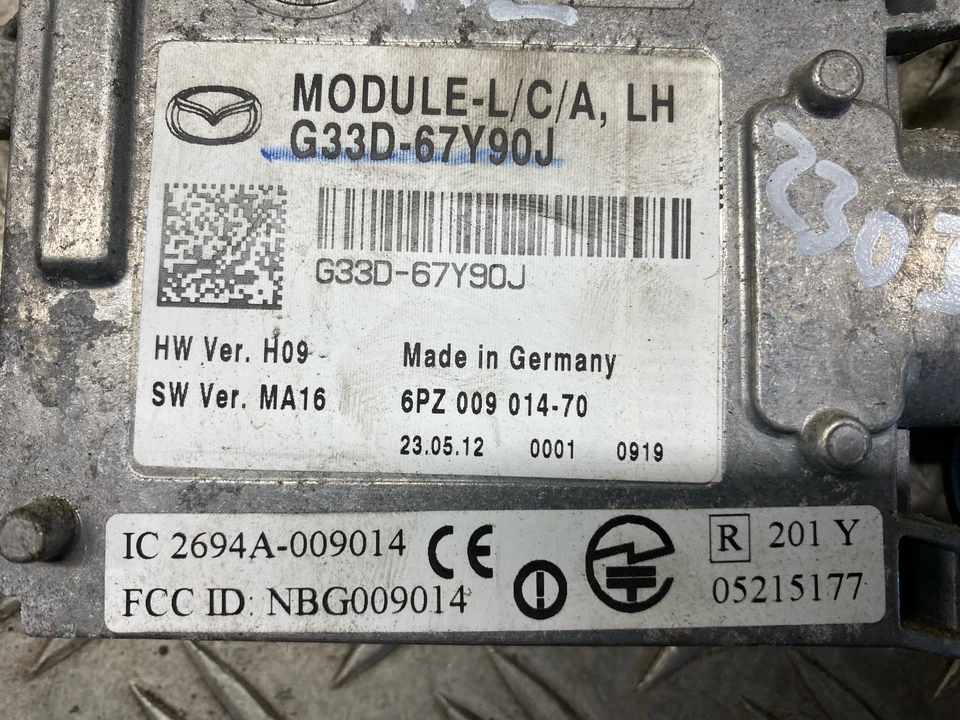 MODULE-L/C/A, LH
G33D-67Y90J
G33D-67Y90J
HW Ver. H09 Made in Germany
SW Ver. MA16 6PZ 009 014-70
23.05.12 0001 0919
IC 2694A-009014 CE R 201 Y
FCC ID: NBG009014 05215177